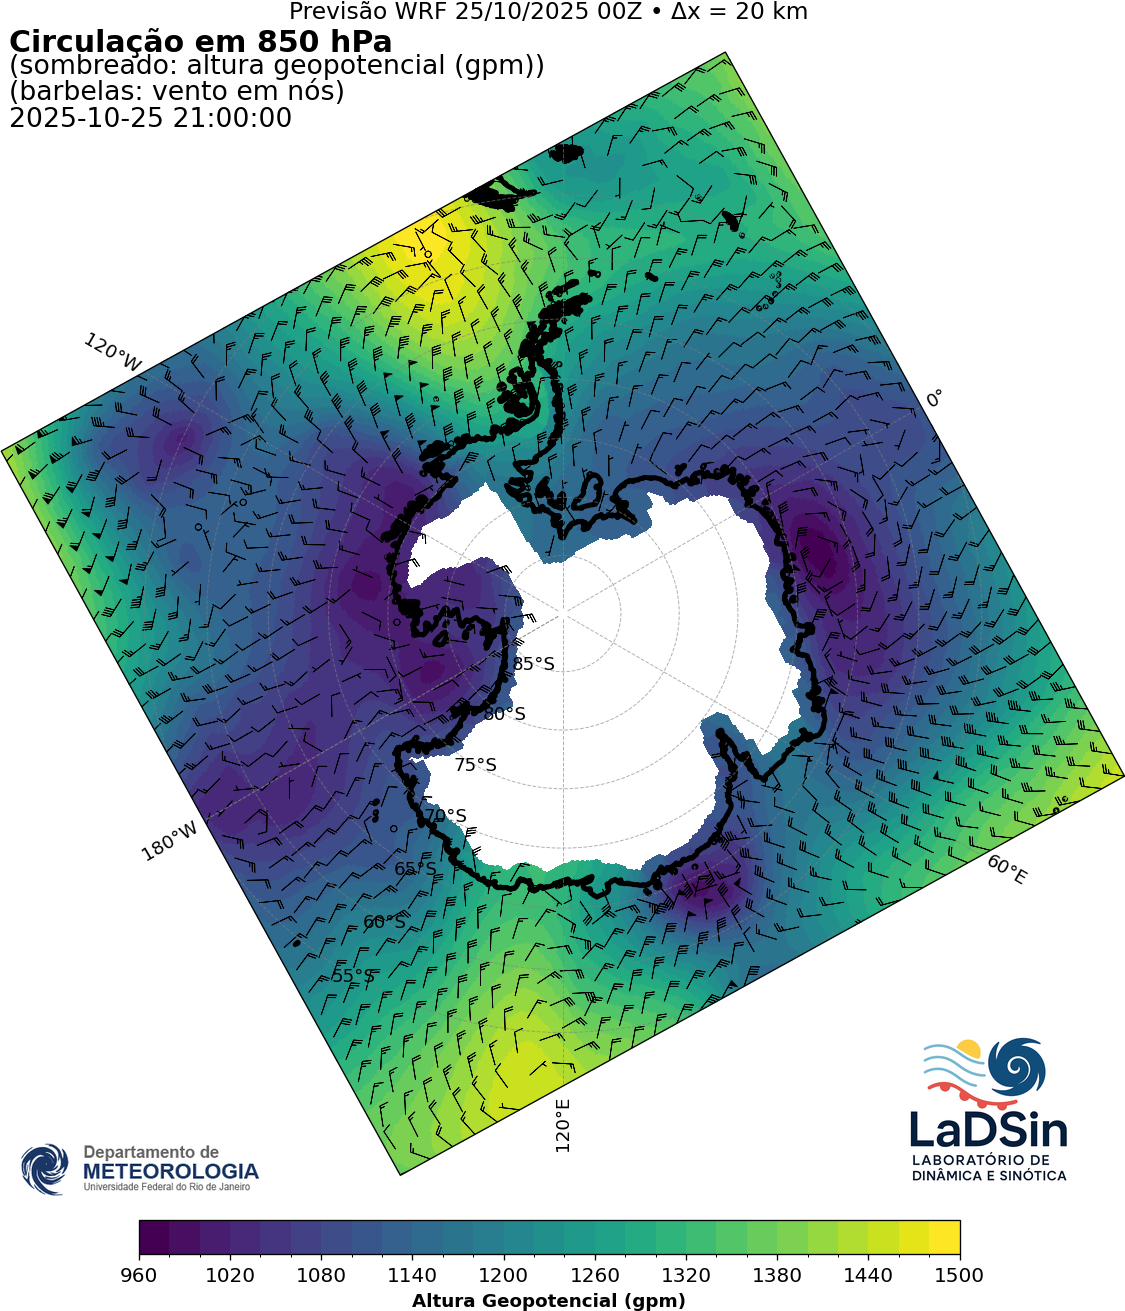 Previsão WRF 25/10/2025 00Z • Δx = 20 km
Circulação em 850 hPa
(sombreado: altura geopotencial (gpm))
(barbelas: vento em nós)
2025-10-25 21:00:00
120°W
0°
85°S
80°S
75°S
70°S
180°W
65°S
60°E
60°S
55°S
120°E
LaDSin
LABORATÓRIO DE
DINÂMICA E SINÓTICA
Departamento de
METEOROLOGIA
Universidade Federal do Rio de Janeiro
960 1020 1080 1140 1200 1260 1320 1380 1440 1500
Altura Geopotencial (gpm)